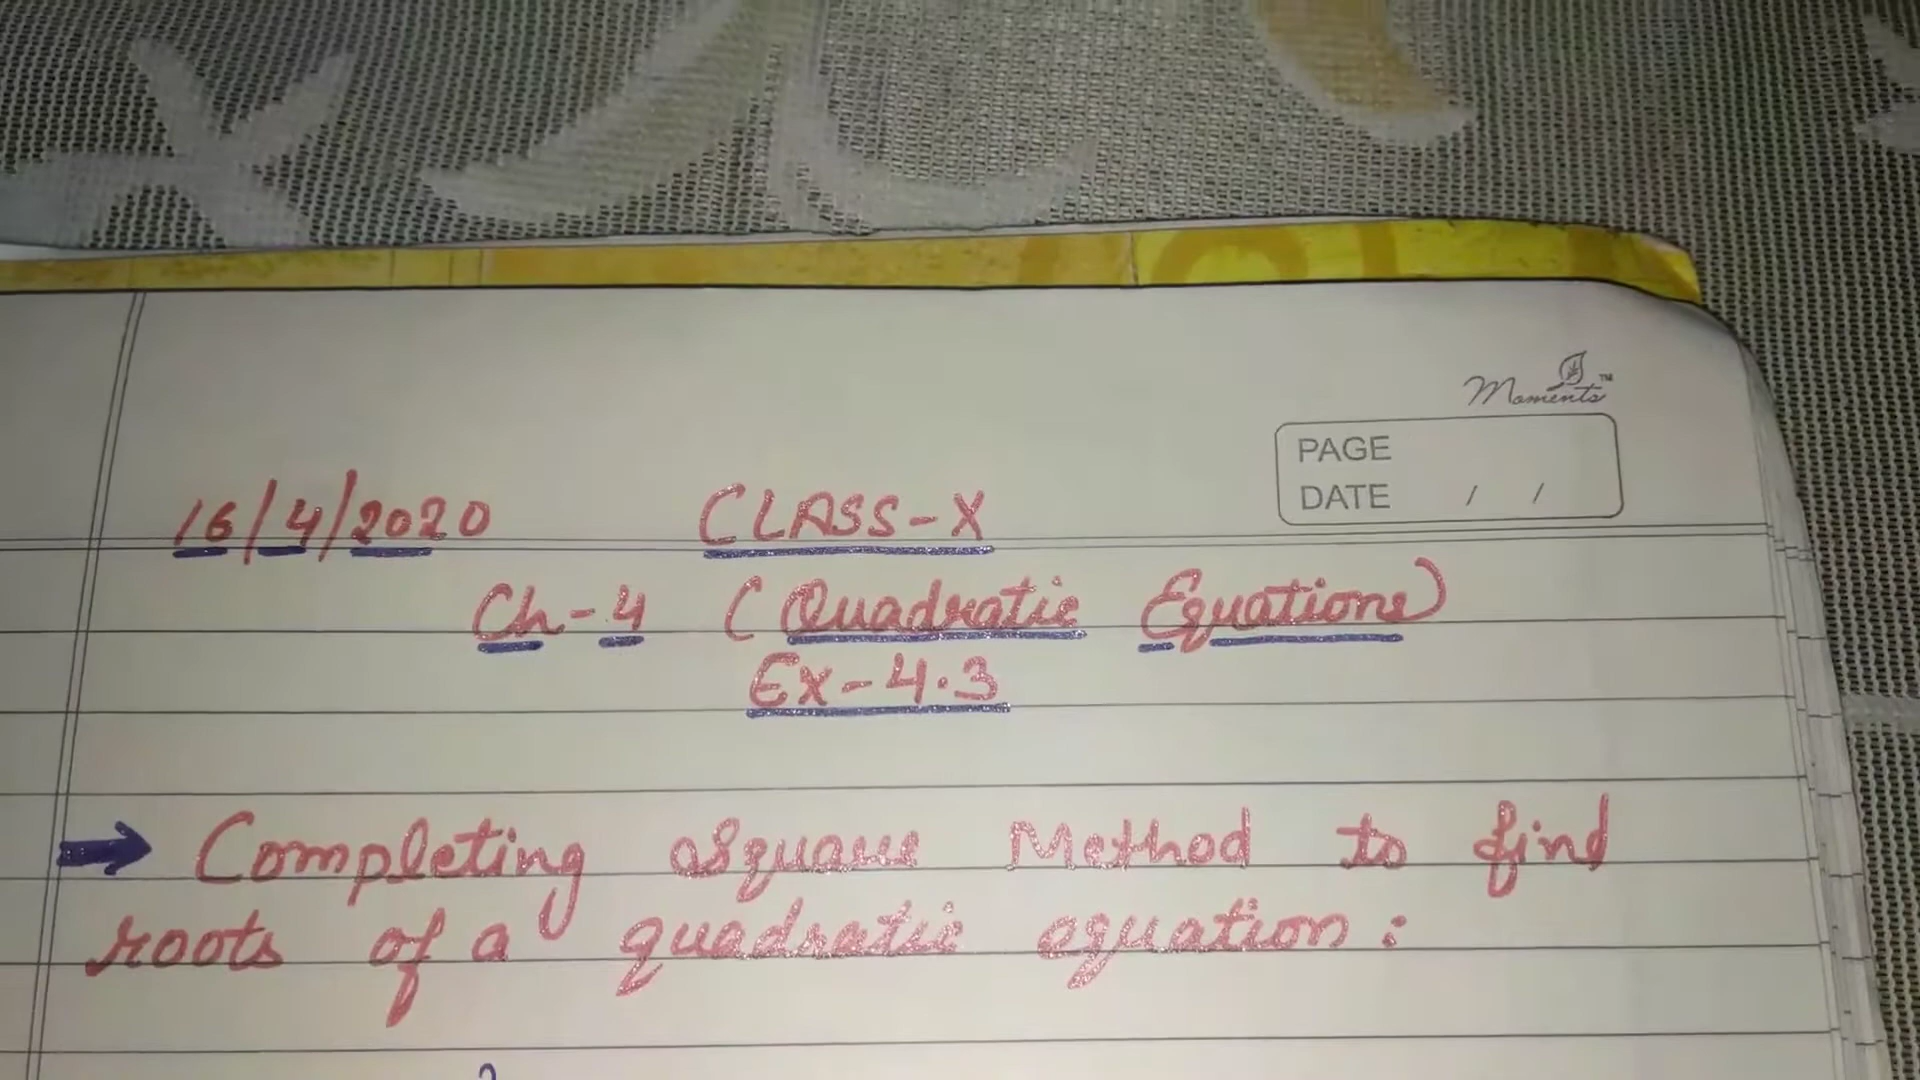 Moments™
PAGE
DATE / /
16/4/2020 CLASS-X
Ch-4 (Quadratic Equations)
Ex-4.3
→ Completing Square Method to find
roots of a quadratic equation: